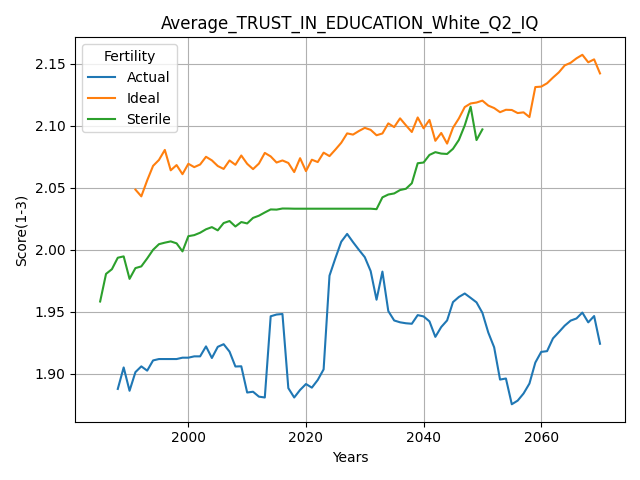 Average_TRUST_IN_EDUCATION_White_Q2_IQ
Fertility
Actual
Ideal
Sterile
Score(1-3)
2.15
2.10
2.05
2.00
1.95
1.90
2000
2020
2040
2060
Years